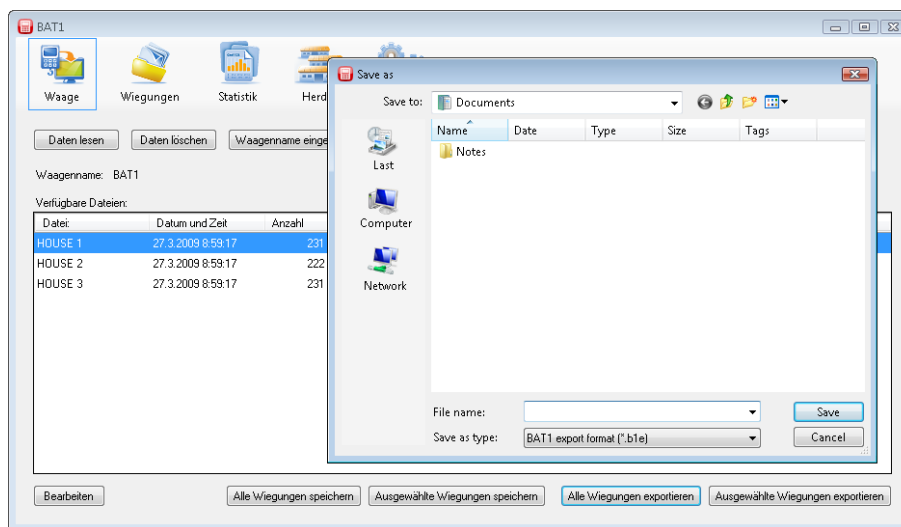 BAT1
Waage
Wiegungen
Statistik
Herd
Daten lesen
Daten löschen
Waagenname einge
Waagenname: BAT1
Verfügbare Dateien:
Datei: Datum und Zeit Anzahl
HOUSE 1 27.3.2009 8:59:17 231
HOUSE 2 27.3.2009 8:59:17 222
HOUSE 3 27.3.2009 8:59:17 231
Bearbeiten
Alle Wiegungen speichern
Ausgewählte Wiegungen speichern
Alle Wiegungen exportieren
Ausgewählte Wiegungen exportieren
Save as
Save to: Documents
Last
Computer
Network
Name Date Type Size Tags
Notes
File name:
Save
Save as type: BAT1 export format (*.b1e)
Cancel